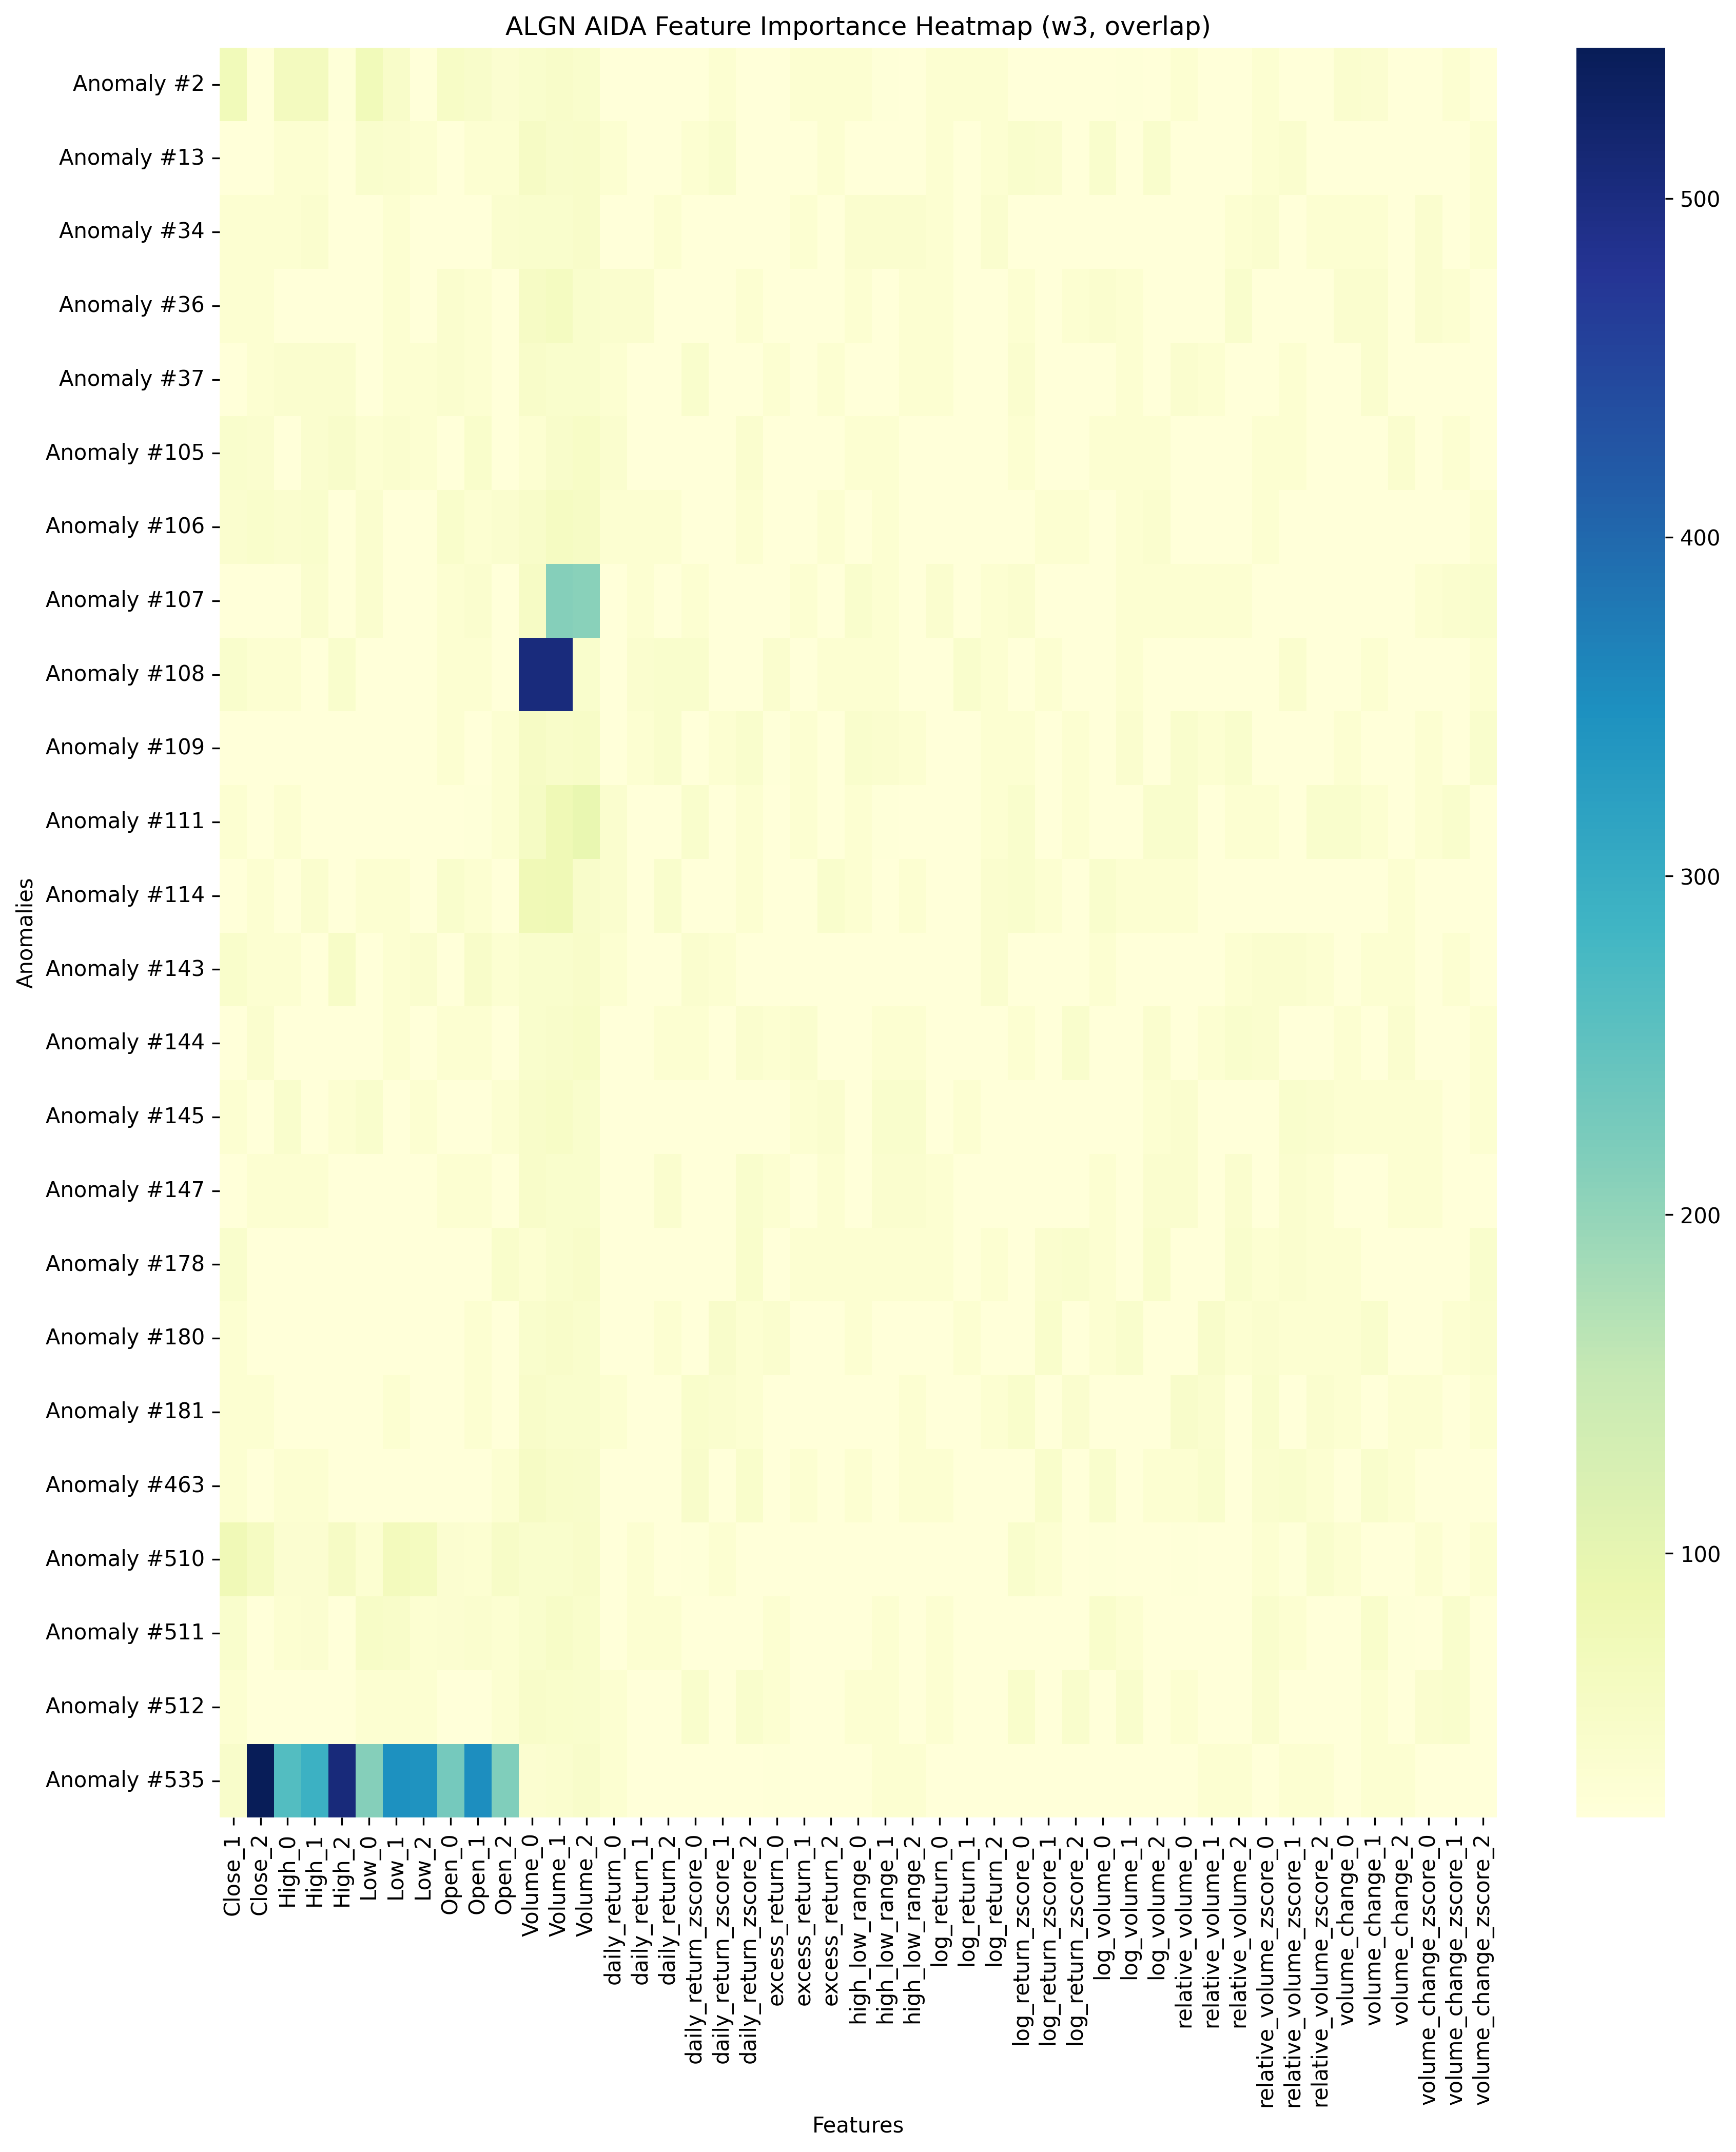 ALGN AIDA Feature Importance Heatmap (w3, overlap)
Anomaly #2
Anomaly #13
Anomaly #34
Anomaly #36
Anomaly #37
Anomaly #105
Anomaly #106
Anomaly #107
Anomaly #108
Anomaly #109
Anomaly #111
Anomaly #114
Anomaly #143
Anomaly #144
Anomaly #145
Anomaly #147
Anomaly #178
Anomaly #180
Anomaly #181
Anomaly #463
Anomaly #510
Anomaly #511
Anomaly #512
Anomaly #535
Anomalies
Close_1
Close_2
High_0
High_1
High_2
Low_0
Low_1
Low_2
Open_0
Open_1
Open_2
Volume_0
Volume_1
Volume_2
daily_return_0
daily_return_1
daily_return_2
daily_return_zscore_0
daily_return_zscore_1
daily_return_zscore_2
excess_return_0
excess_return_1
excess_return_2
high_low_range_0
high_low_range_1
high_low_range_2
log_return_0
log_return_1
log_return_2
log_return_zscore_0
log_return_zscore_1
log_return_zscore_2
log_volume_0
log_volume_1
log_volume_2
relative_volume_0
relative_volume_1
relative_volume_2
relative_volume_zscore_0
relative_volume_zscore_1
relative_volume_zscore_2
volume_change_0
volume_change_1
volume_change_2
volume_change_zscore_0
volume_change_zscore_1
volume_change_zscore_2
Features
500
400
300
200
100